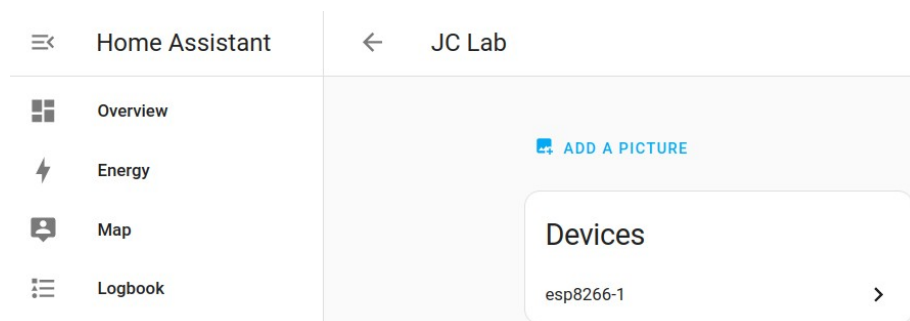 Home Assistant
JC Lab
Overview
Energy
Map
Logbook
ADD A PICTURE
Devices
esp8266-1